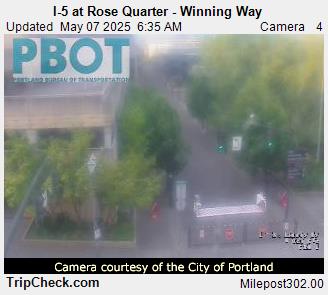 I-5 at Rose Quarter - Winning Way
Updated May 07 2025 6:35 AM Camera 4
PBOT
PORTLAND BUREAU OF TRANSPORTATION
Camera courtesy of the City of Portland
TripCheck.com Milepost302.00